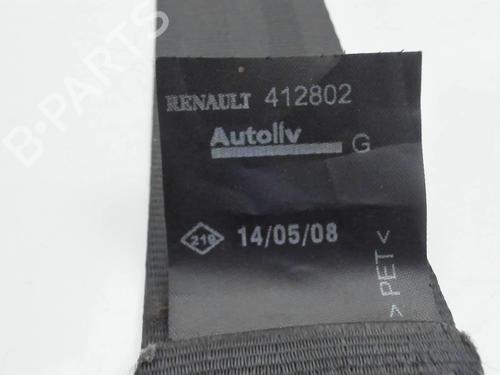 B-PARTS
RENAULT 412802
Autoliv
G
219 14/05/08
>PET<